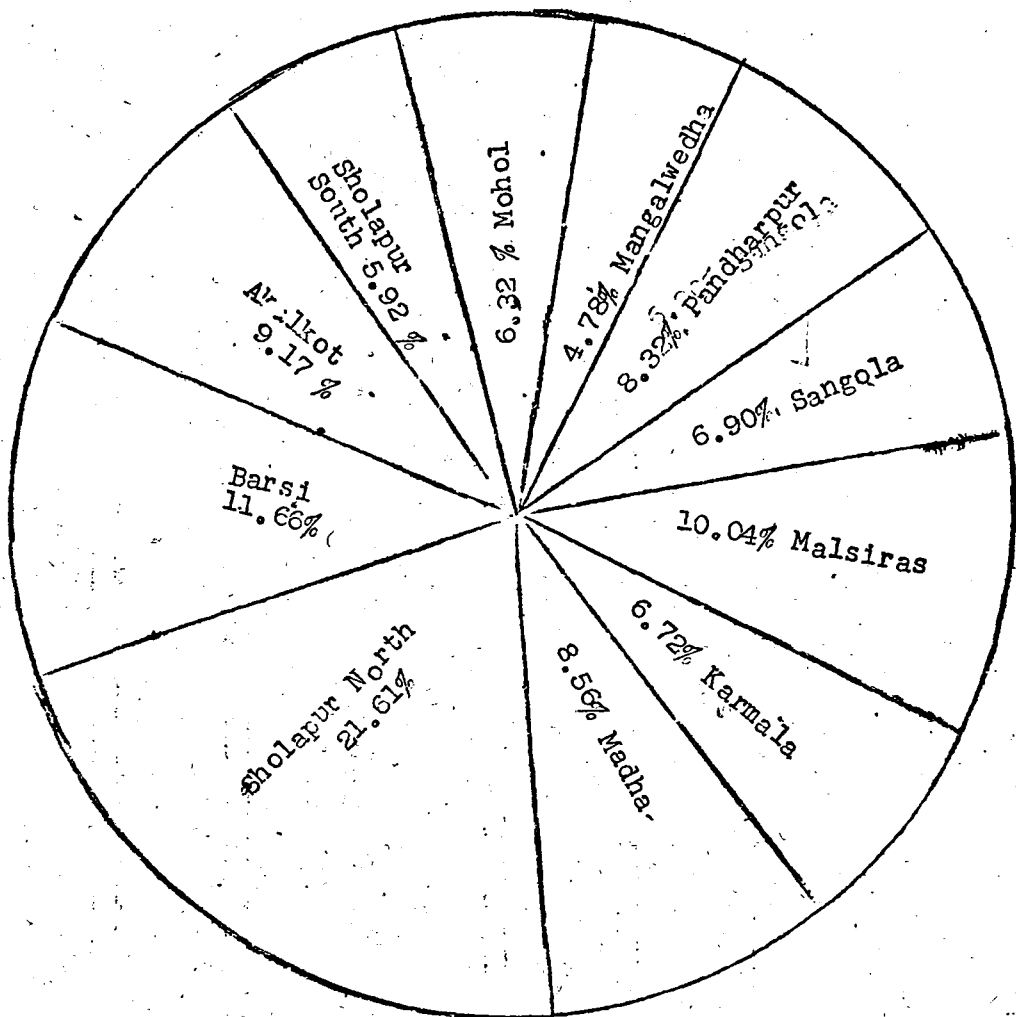 6.32 % Mohol
4.78% Mangalwedha
8.32%. Pandharpur
6.90%. Sangola
10.04% Malsiras
6.72% Karmala
8.56% Madha-
Sholapur North
21.61%
Barsi
11.66%
9.17 %
Sholapur
South 5.92 %